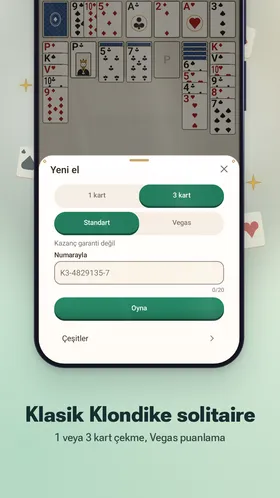 Yeni el
1 kart
3 kart
Standart
Vegas
Kazanç garanti değil
Numarayla
K3-4829135-7
0/20
Oyna
Çeşitler
Klasik Klondike solitaire
1 veya 3 kart çekme, Vegas puanlama